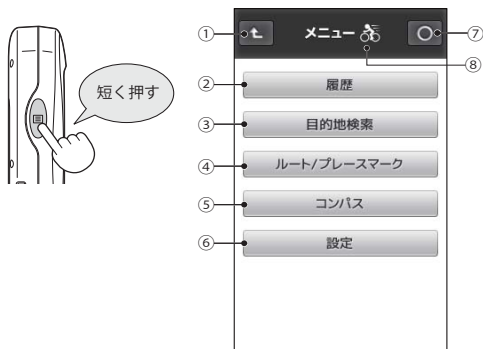 短く押す
①
メニュー
⑦
⑧
②
履歴
③
目的地検索
④
ルート/プレースマーク
⑤
コンパス
⑥
設定